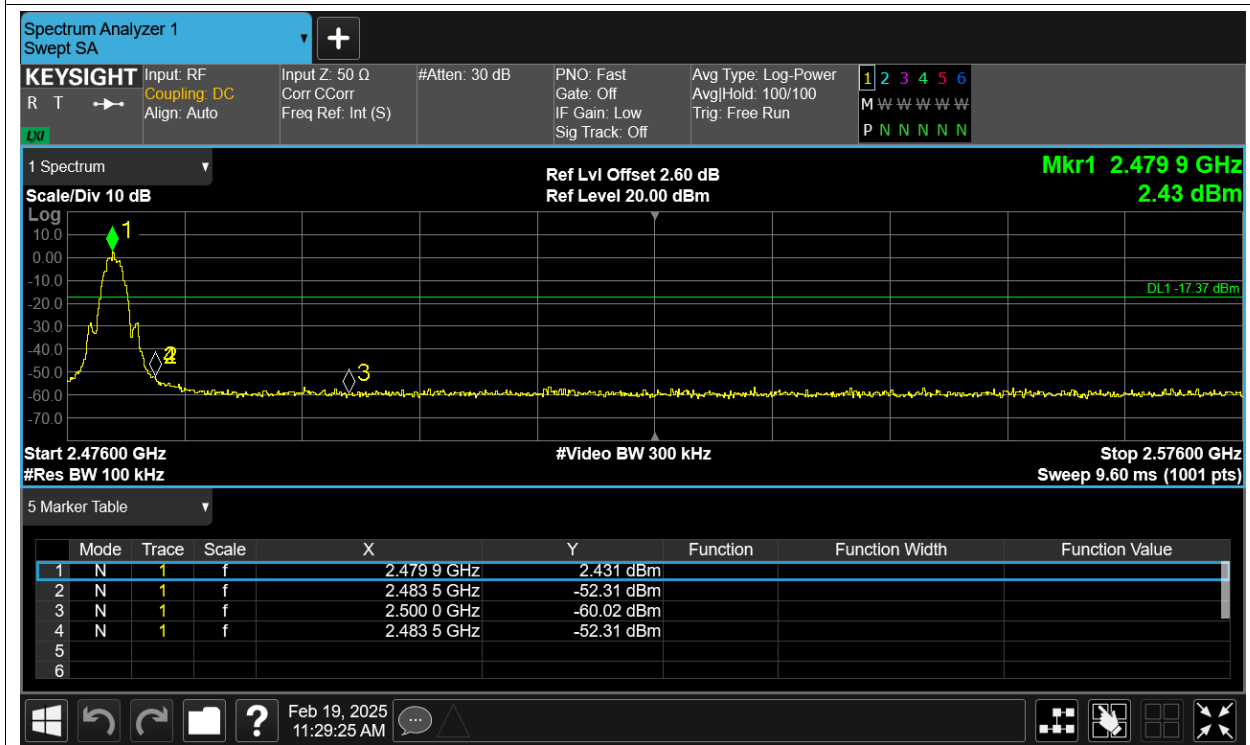 Spectrum Analyzer 1
Swept SA
KEYSIGHT
R T
LXI
Input: RF
Coupling: DC
Align: Auto
Input Z: 50 Ω
Corr CCorr
Freq Ref: Int (S)
#Atten: 30 dB
PNO: Fast
Gate: Off
IF Gain: Low
Sig Track: Off
Avg Type: Log-Power
Avg|Hold: 100/100
Trig: Free Run
1 2 3 4 5 6
M W W W W W
P N N N N N
1 Spectrum
Scale/Div 10 dB
Ref Lvl Offset 2.60 dB
Ref Level 20.00 dBm
Mkr1 2.479 9 GHz
2.43 dBm
Log
10.0
0.00
-10.0
-20.0
-30.0
-40.0
-50.0
-60.0
-70.0
1
DL1 -17.37 dBm
3
Start 2.47600 GHz
#Video BW 300 kHz
Stop 2.57600 GHz
#Res BW 100 kHz
Sweep 9.60 ms (1001 pts)
5 Marker Table
Mode Trace Scale X Y Function Function Width Function Value
1 N 1 f 2.479 9 GHz 2.431 dBm
2 N 1 f 2.483 5 GHz -52.31 dBm
3 N 1 f 2.500 0 GHz -60.02 dBm
4 N 1 f 2.483 5 GHz -52.31 dBm
5
6
?
Feb 19, 2025
11:29:25 AM